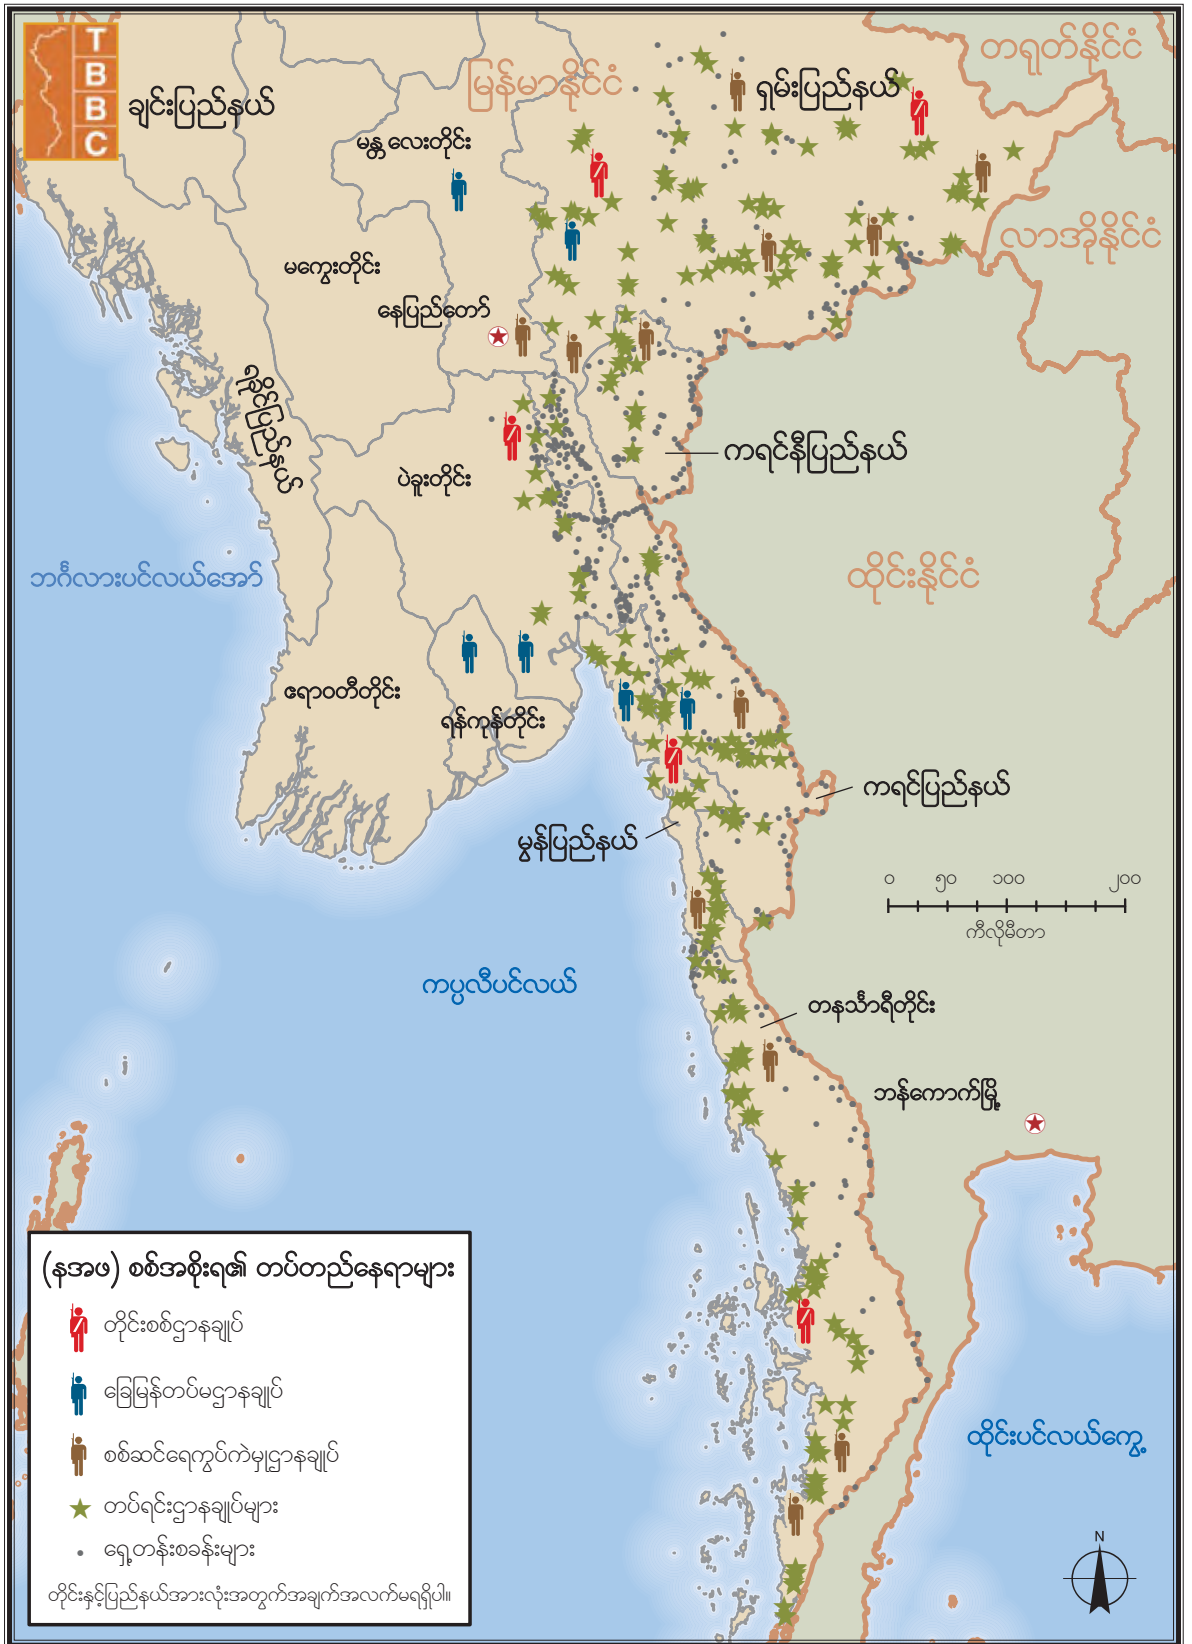 T
B
B
C
ချင်းပြည်နယ်
မြန်မာနိုင်ငံ
ရှမ်းပြည်နယ်
တရုတ်နိုင်ငံ
မန္တလေးတိုင်း
လာအိုနိုင်ငံ
မကွေးတိုင်း
နေပြည်တော်
ရခိုင်ပြည်နယ်
ကရင်နီပြည်နယ်
ပဲခူးတိုင်း
ဘင်္ဂလားပင်လယ်အော်
ထိုင်းနိုင်ငံ
ဧရာဝတီတိုင်း
ရန်ကုန်တိုင်း
ကရင်ပြည်နယ်
မွန်ပြည်နယ်
၀ ၅၀ ၁၀၀ ၂၀၀
ကီလိုမီတာ
ကပ္ပလီပင်လယ်
တနင်္သာရီတိုင်း
ဘန်ကောက်မြို့
(နအဖ) စစ်အစိုးရ၏ တပ်တည်နေရာများ
တိုင်းစစ်ဌာနချုပ်
ခြေမြန်တပ်မဌာနချုပ်
စစ်ဆင်ရေကွပ်ကဲမှုဌာနချုပ်
တပ်ရင်းဌာနချုပ်များ
ရှေ့တန်းစခန်းများ
တိုင်းနှင့်ပြည်နယ်အားလုံးအတွက်အချက်အလက်မရရှိပါ။
ထိုင်းပင်လယ်ကွေ့
N